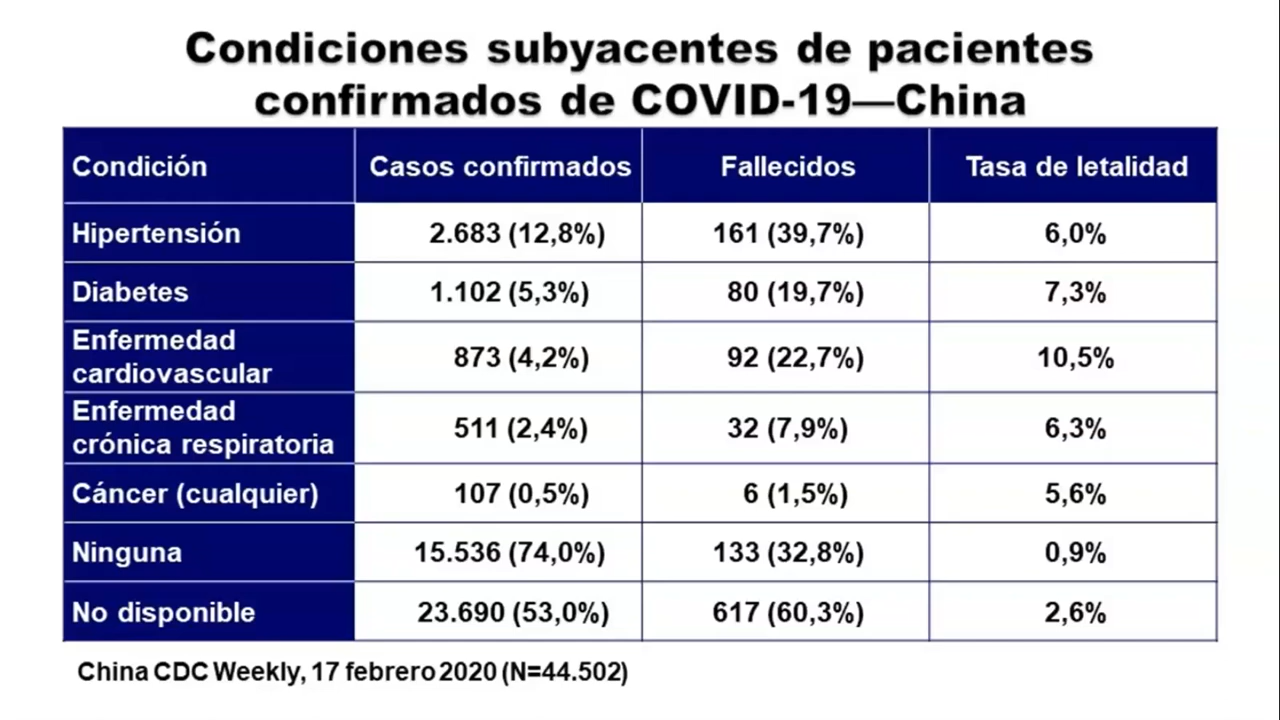 Condiciones subyacentes de pacientes
confirmados de COVID-19—China
Condición Casos confirmados Fallecidos Tasa de letalidad
Hipertensión 2.683 (12,8%) 161 (39,7%) 6,0%
Diabetes 1.102 (5,3%) 80 (19,7%) 7,3%
Enfermedad
cardiovascular 873 (4,2%) 92 (22,7%) 10,5%
Enfermedad
crónica respiratoria 511 (2,4%) 32 (7,9%) 6,3%
Cáncer (cualquier) 107 (0,5%) 6 (1,5%) 5,6%
Ninguna 15.536 (74,0%) 133 (32,8%) 0,9%
No disponible 23.690 (53,0%) 617 (60,3%) 2,6%
China CDC Weekly, 17 febrero 2020 (N=44.502)